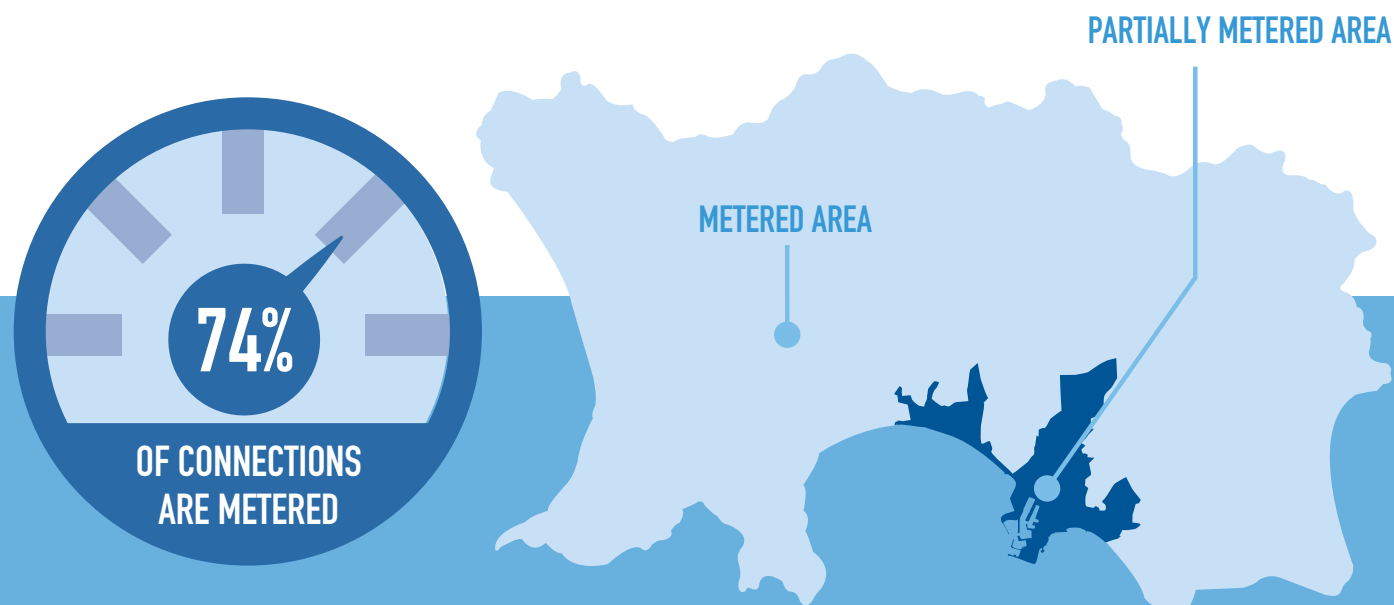 PARTIALLY METERED AREA
METERED AREA
74%
OF CONNECTIONS
ARE METERED